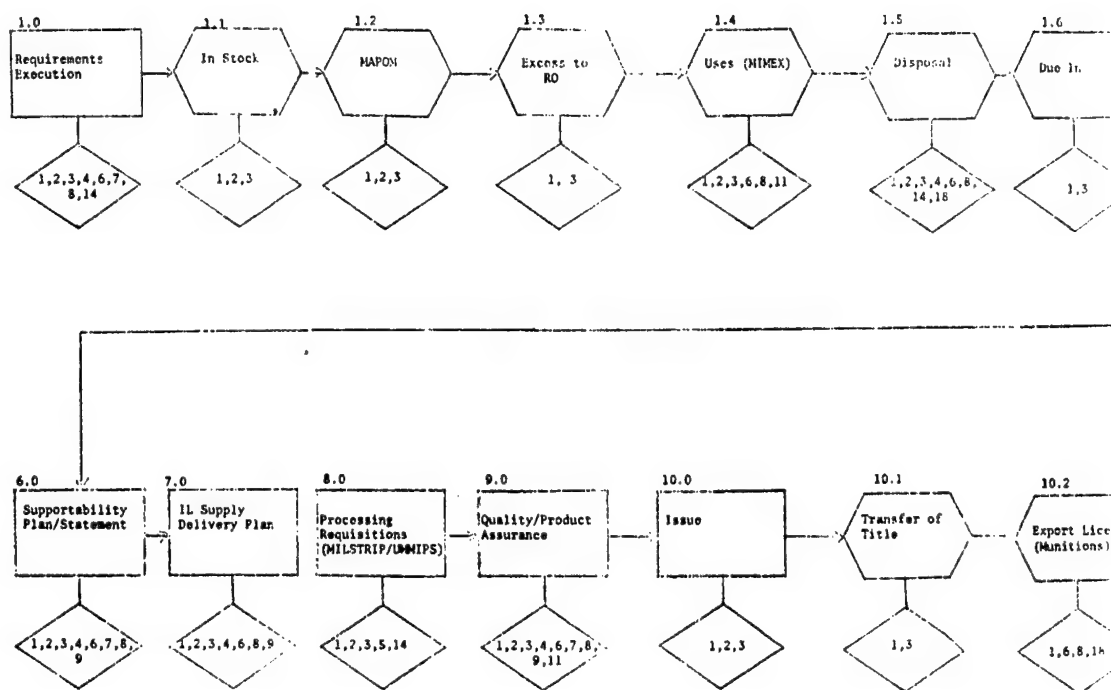 1.0
Requirements
Execution
1,2,3,4,6,7,
8,14
1.1
In Stock
1,2,3
1.2
MAPOM
1,2,3
1.3
Excess to
RO
1, 3
1.4
Uses (MIMEX)
1,2,3,6,8,11
1.5
Disposal
1,2,3,4,6,8,
14,18
1.6
Due In
1,3
6.0
Supportability
Plan/Statement
1,2,3,4,6,7,8,
9
7.0
IL Supply
Delivery Plan
1,2,3,4,6,8,9
8.0
Processing
Requisitions
(MILSTRIP/UMMIPS)
1,2,3,5,14
9.0
Quality/Product
Assurance
1,2,3,4,6,7,8,
9,11
10.0
Issue
1,2,3
10.1
Transfer of
Title
1,3
10.2
Export Lice
(Munitions)
1,6,8,18